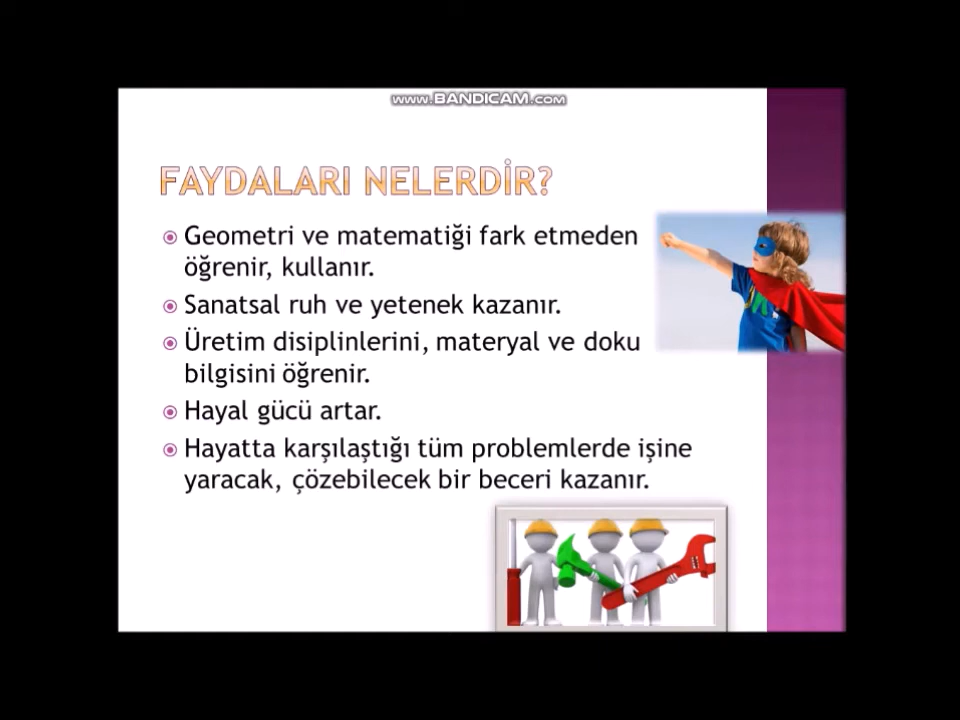 www.BANDICAM.com
FAYDALARI NELERDİR?
Geometri ve matematiği fark etmeden
öğrenir, kullanır.
Sanatsal ruh ve yetenek kazanır.
Üretim disiplinlerini, materyal ve doku
bilgisini öğrenir.
Hayal gücü artar.
Hayatta karşılaştığı tüm problemlerde işine
yaracak, çözebilecek bir beceri kazanır.